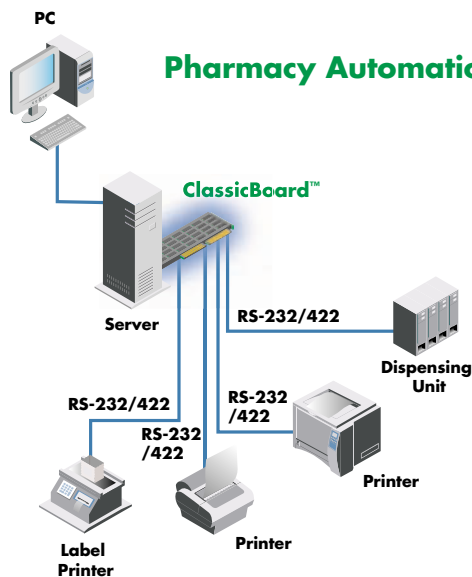 PC
Pharmacy Automati
ClassicBoard™
Server
RS-232/422
Dispensing
Unit
RS-232/422
RS-232
/422
RS-232
/422
Printer
Label
Printer
Printer